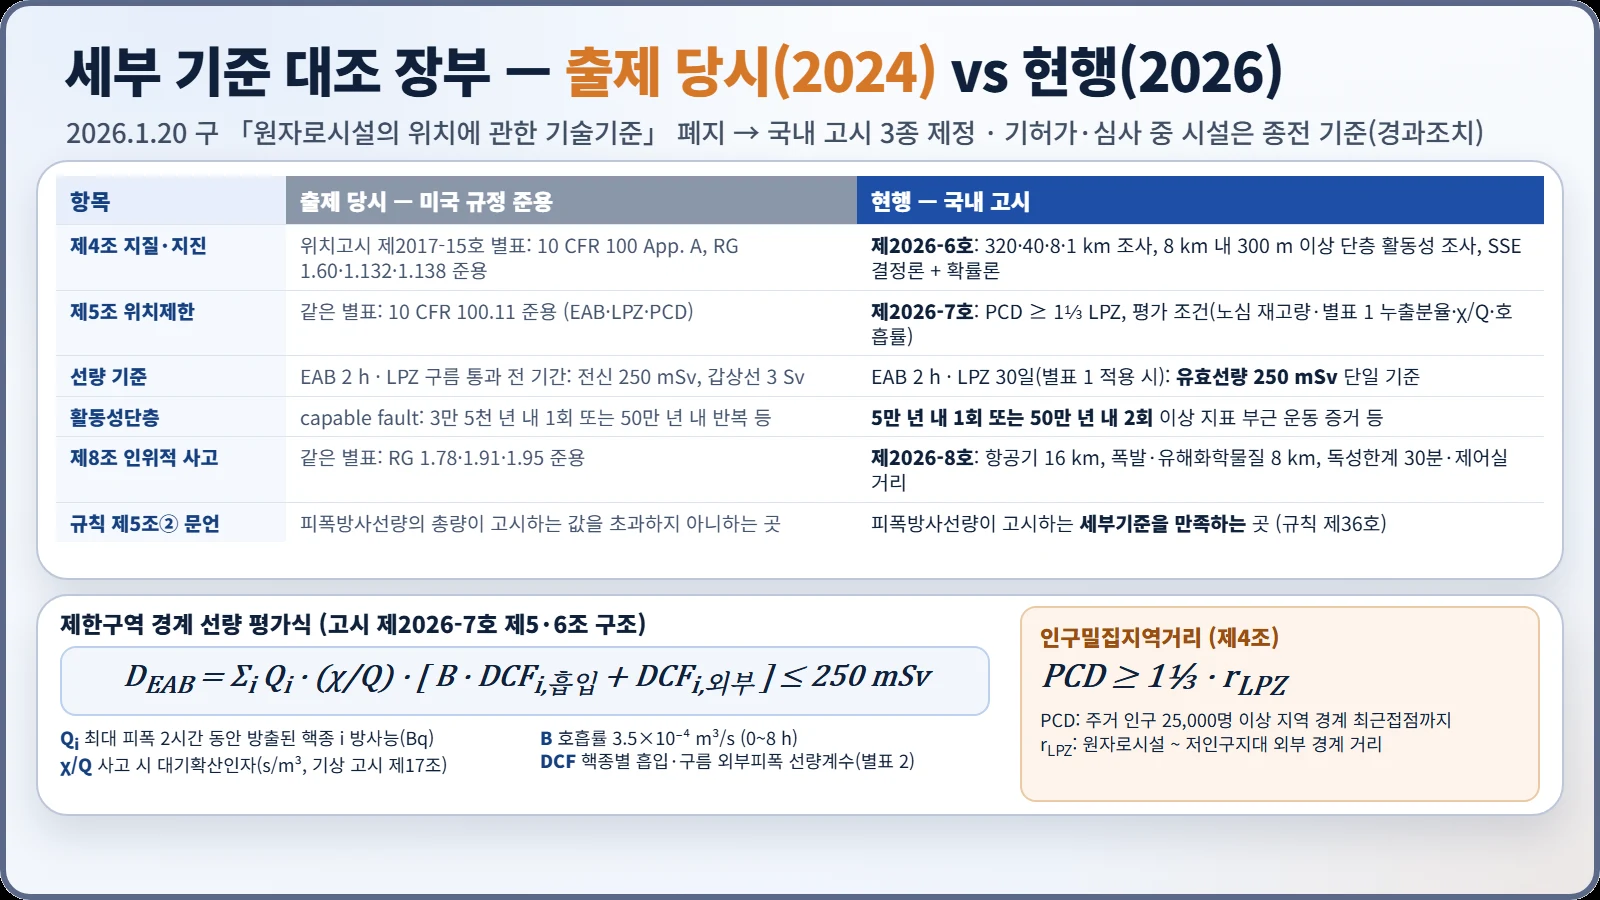 세부 기준 대조 장부 — 출제 당시(2024) vs 현행(2026)
2026.1.20 구 「원자로시설의 위치에 관한 기술기준」 폐지 → 국내 고시 3종 제정 · 기허가·심사 중 시설은 종전 기준(경과조치)
항목
출제 당시 — 미국 규정 준용
현행 — 국내 고시
제4조 지질·지진
위치고시 제2017-15호 별표: 10 CFR 100 App. A, RG
1.60·1.132·1.138 준용
제2026-6호: 320·40·8·1 km 조사, 8 km 내 300 m 이상 단층 활동성 조사, SSE
결정론 + 확률론
제5조 위치제한
같은 별표: 10 CFR 100.11 준용 (EAB·LPZ·PCD)
제2026-7호: PCD ≥ 1⅓ LPZ, 평가 조건(노심 재고량·별표 1 누출분율·χ/Q·호
흡률)
선량 기준
EAB 2 h · LPZ 구름 통과 전 기간: 전신 250 mSv, 갑상선 3 Sv
EAB 2 h · LPZ 30일(별표 1 적용 시): 유효선량 250 mSv 단일 기준
활동성단층
capable fault: 3만 5천 년 내 1회 또는 50만 년 내 반복 등
5만 년 내 1회 또는 50만 년 내 2회 이상 지표 부근 운동 증거 등
제8조 인위적 사고
같은 별표: RG 1.78·1.91·1.95 준용
제2026-8호: 항공기 16 km, 폭발·유해화학물질 8 km, 독성한계 30분·제어실
거리
규칙 제5조② 문언
피폭방사선량의 총량이 고시하는 값을 초과하지 아니하는 곳
피폭방사선량이 고시하는 세부기준을 만족하는 곳 (규칙 제36호)
제한구역 경계 선량 평가식 (고시 제2026-7호 제5·6조 구조)
D_EAB = Σ_i Q_i · (χ/Q) · [ B · DCF_i,흡입 + DCF_i,외부 ] ≤ 250 mSv
Q_i 최대 피폭 2시간 동안 방출된 핵종 i 방사능(Bq)
χ/Q 사고 시 대기확산인자(s/m³, 기상 고시 제17조)
B 호흡률 3.5×10⁻⁴ m³/s (0~8 h)
DCF 핵종별 흡입·구름 외부피폭 선량계수(별표 2)
인구밀집지역거리 (제4조)
PCD ≥ 1⅓ · r_LPZ
PCD: 주거 인구 25,000명 이상 지역 경계 최근접점까지
r_LPZ: 원자로시설 ~ 저인구지대 외부 경계 거리